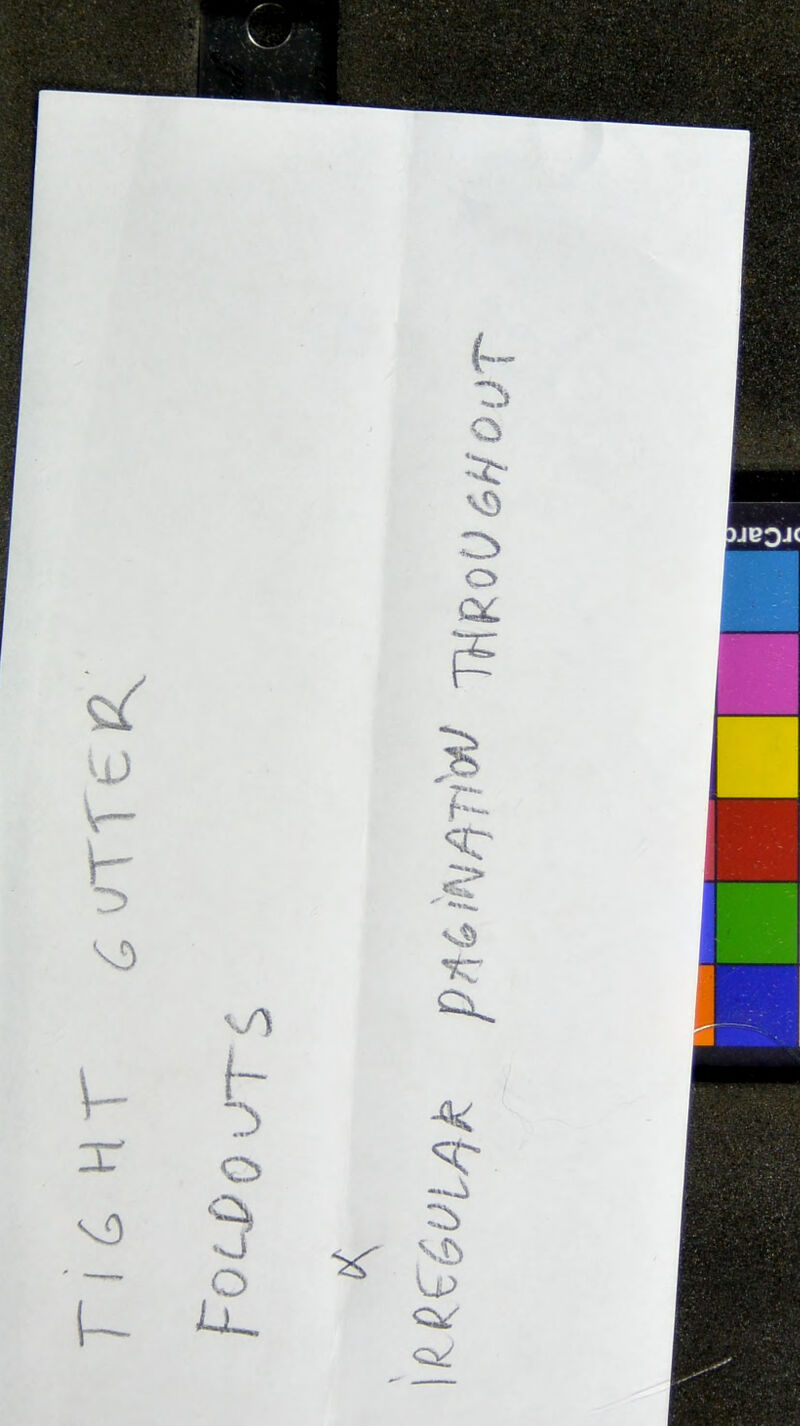 TIGHT GUTTER
FOLDOUTS
IRREGULAR PAGINATION THROUGHOUT